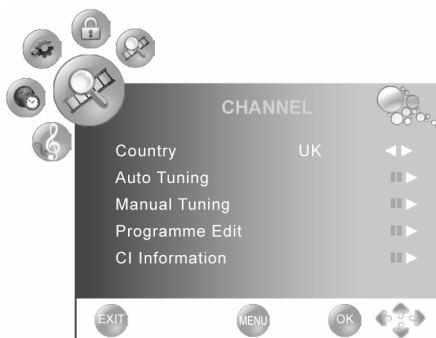 CHANNEL
Country UK
Auto Tuning
Manual Tuning
Programme Edit
CI Information
EXIT MENU OK